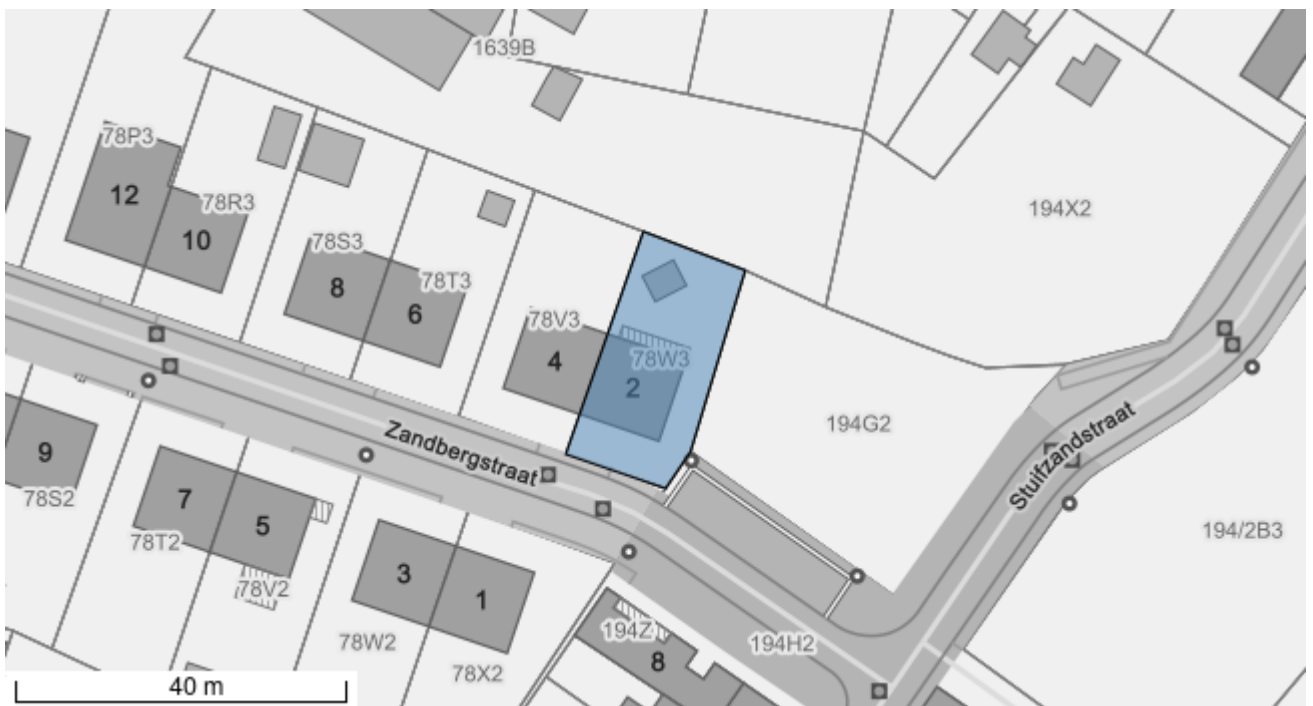 1639B
78P3
12
78R3
10
194X2
78S3
8
78T3
6
78V3
4
78W3
2
194G2
Zandbergstraat
Stuifzandstraat
9
78S2
7
5
78T2
78V2
3
1
78W2
78X2
194Z
8
194H2
194/2B3
40 m